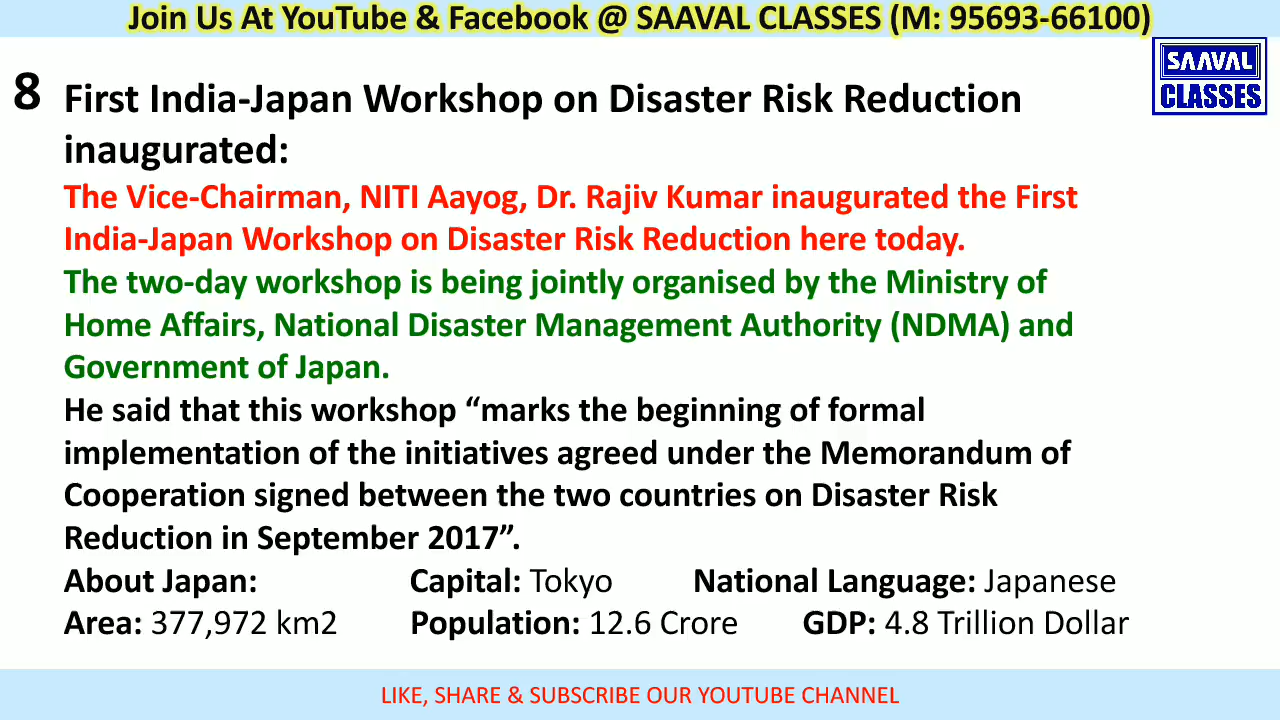 Join Us At YouTube & Facebook @ SAAVAL CLASSES (M: 95693-66100)
SAAVAL
CLASSES
8 First India-Japan Workshop on Disaster Risk Reduction
inaugurated:
The Vice-Chairman, NITI Aayog, Dr. Rajiv Kumar inaugurated the First
India-Japan Workshop on Disaster Risk Reduction here today.
The two-day workshop is being jointly organised by the Ministry of
Home Affairs, National Disaster Management Authority (NDMA) and
Government of Japan.
He said that this workshop “marks the beginning of formal
implementation of the initiatives agreed under the Memorandum of
Cooperation signed between the two countries on Disaster Risk
Reduction in September 2017”.
About Japan: Capital: Tokyo National Language: Japanese
Area: 377,972 km2 Population: 12.6 Crore GDP: 4.8 Trillion Dollar
LIKE, SHARE & SUBSCRIBE OUR YOUTUBE CHANNEL